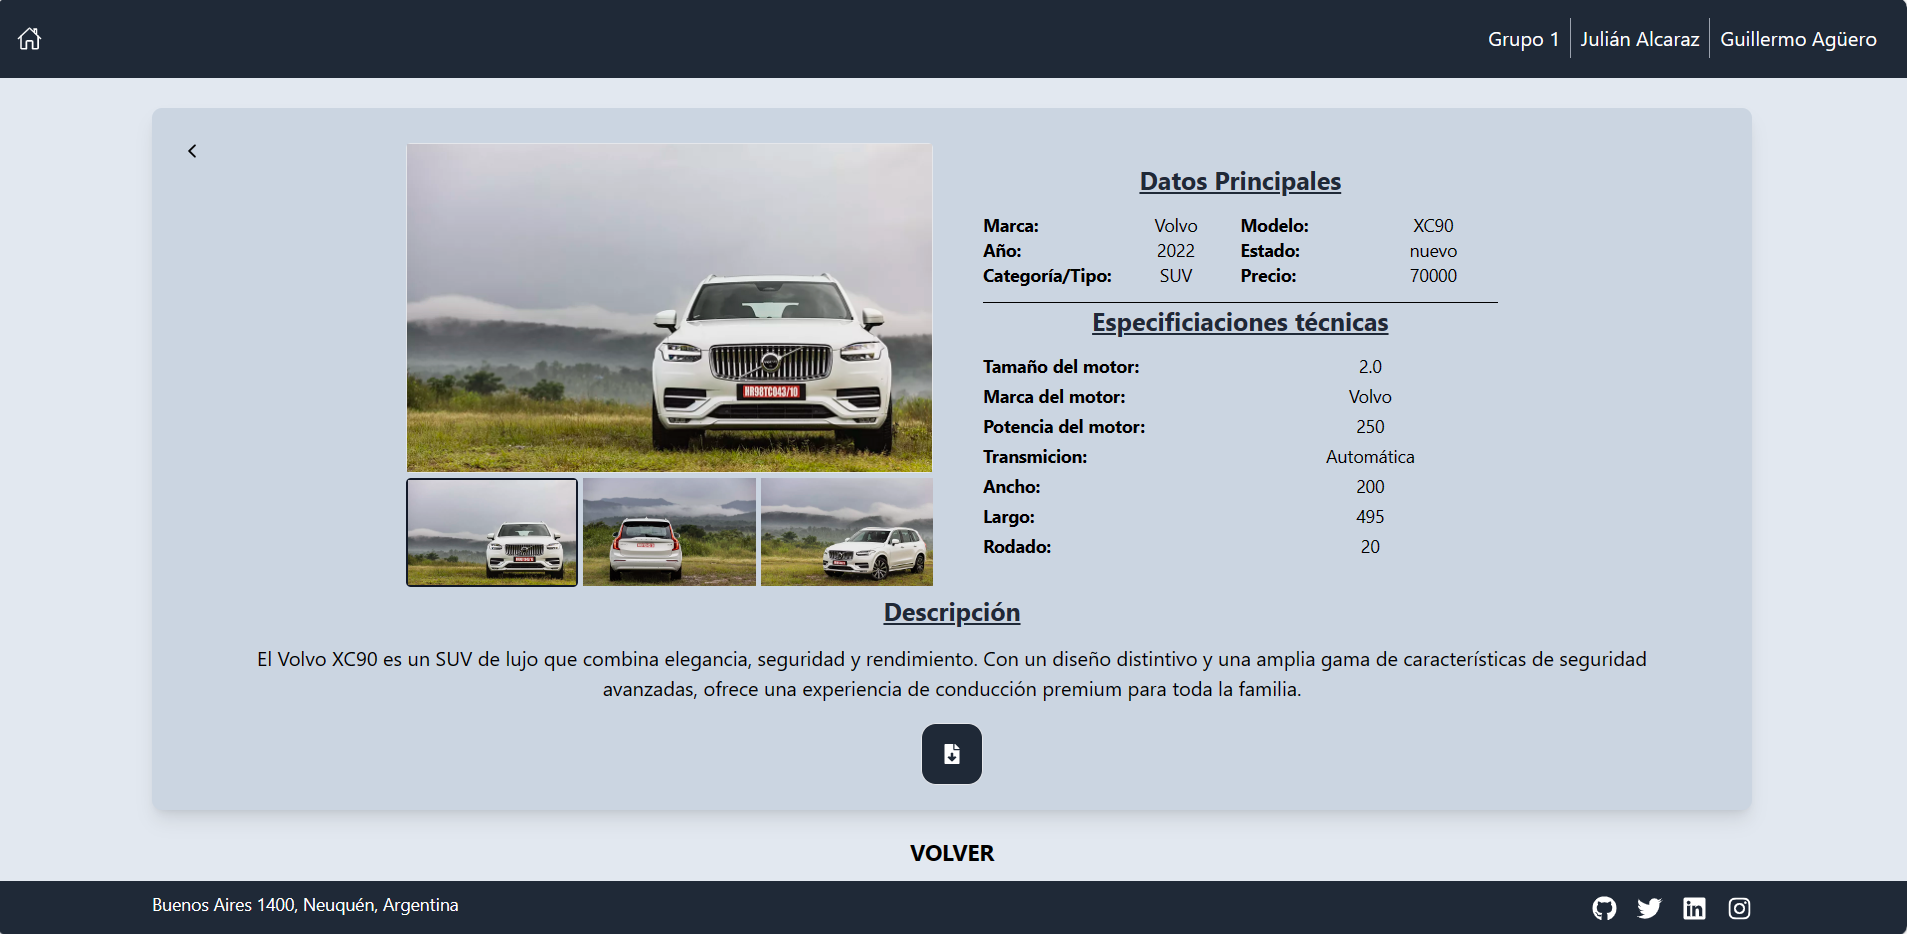 Grupo 1 Julián Alcaraz Guillermo Agüero
Datos Principales
Marca: Volvo Modelo: XC90
Año: 2022 Estado: nuevo
Categoría/Tipo: SUV Precio: 70000
Especificiaciones técnicas
Tamaño del motor: 2.0
Marca del motor: Volvo
Potencia del motor: 250
Transmicion: Automática
Ancho: 200
Largo: 495
Rodado: 20
HR98TC043/10
Descripción
El Volvo XC90 es un SUV de lujo que combina elegancia, seguridad y rendimiento. Con un diseño distintivo y una amplia gama de características de seguridad
avanzadas, ofrece una experiencia de conducción premium para toda la familia.
VOLVER
Buenos Aires 1400, Neuquén, Argentina